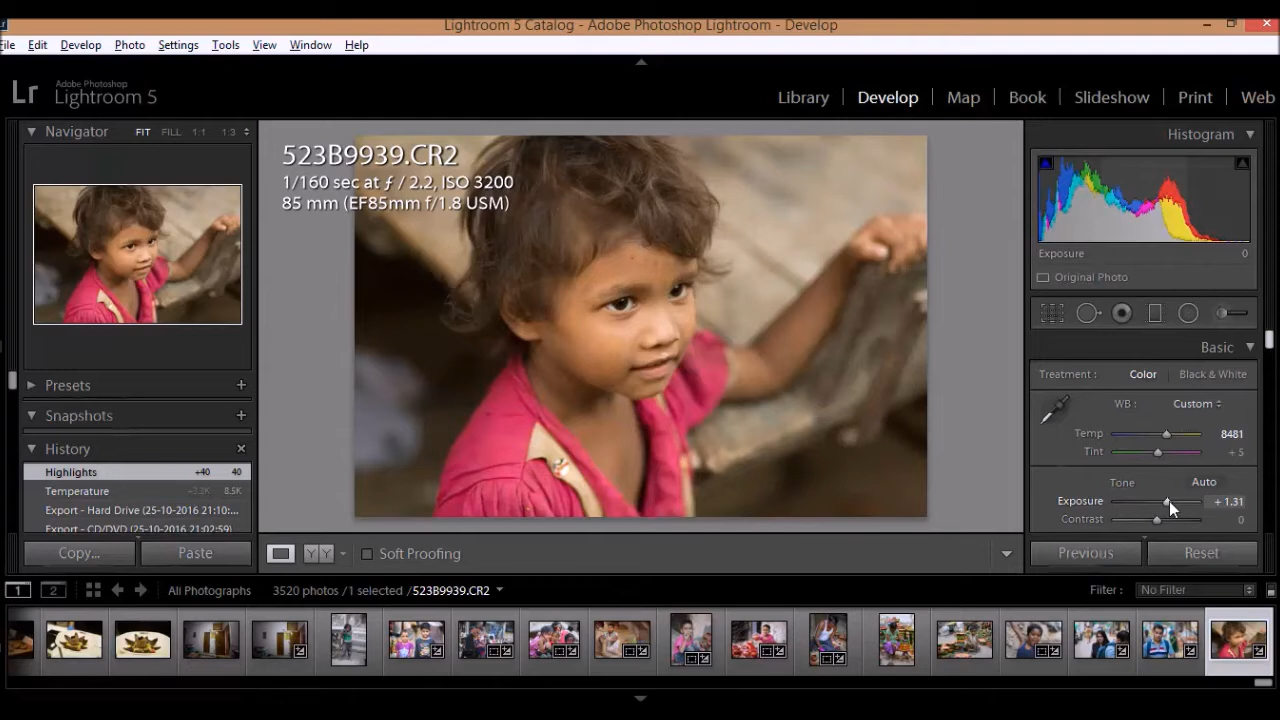 Lightroom 5 Catalog - Adobe Photoshop Lightroom - Develop
File Edit Develop Photo Settings Tools View Window Help
Lr Adobe Photoshop
Lightroom 5
Library Develop Map Book Slideshow Print Web
Navigator FIT FILL 1:1 1:3
Histogram
523B9939.CR2
1/160 sec at ƒ / 2.2, ISO 3200
85 mm (EF85mm f/1.8 USM)
Exposure 0
Original Photo
Basic
Treatment : Color Black & White
WB : Custom
Temp 8481
Tint + 5
Tone Auto
Exposure + 1.31
Contrast 0
Presets +
Snapshots +
History
Highlights +40 40
Temperature +2.2K 8.5K
Export - Hard Drive (25-10-2016 21:10:...
Export - CD/DVD (25-10-2016 21:02:59)
Copy... Paste
YY Soft Proofing
Previous Reset
1 2 All Photographs 3520 photos /1 selected /523B9939.CR2
Filter : No Filter